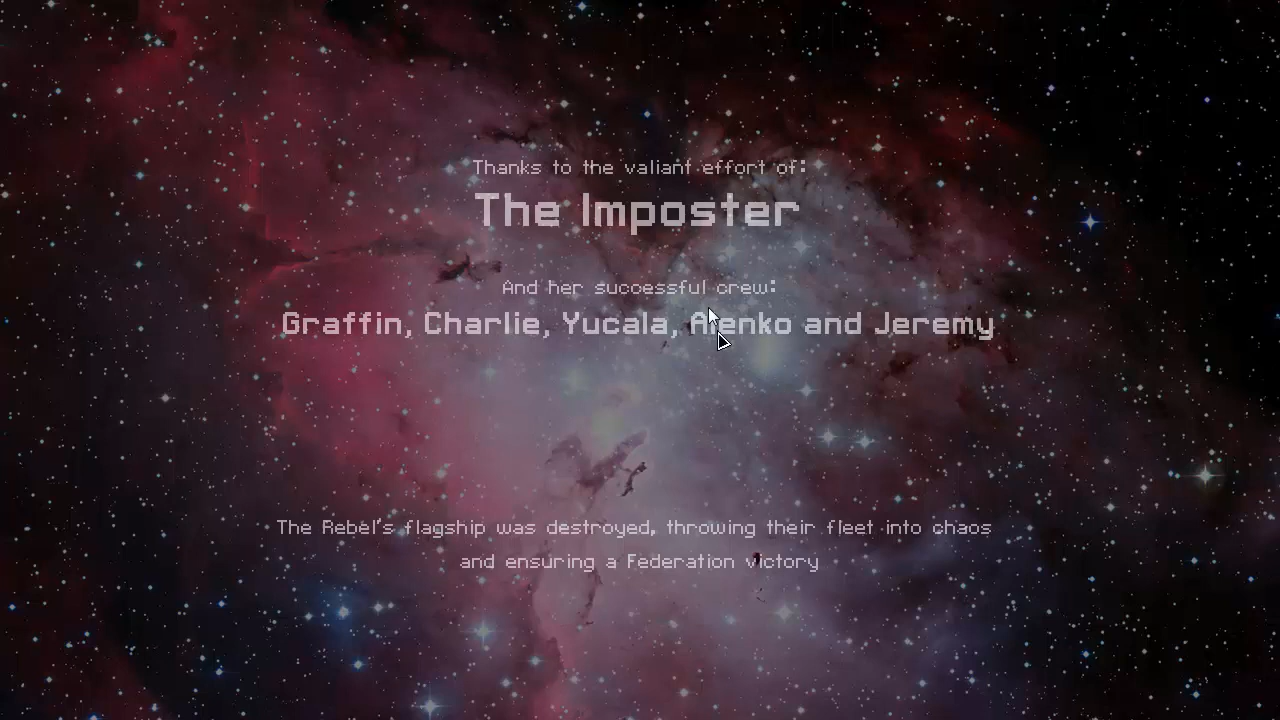 Thanks to the valiant effort of:
The Imposter
And her successful crew:
Graffin, Charlie, Yucala, Alenko and Jeremy
The Rebel's flagship was destroyed, throwing their fleet into chaos
and ensuring a Federation victory